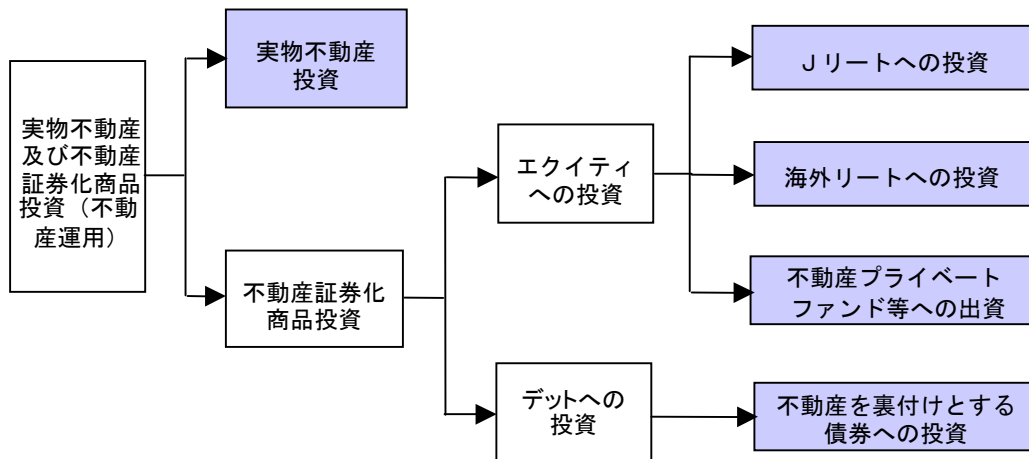 実物不動産
及び不動産
証券化商品
投資（不動
産運用）
実物不動産
投資
不動産証券化
商品投資
エクイティ
への投資
デットへの
投資
Ｊリートへの投資
海外リートへの投資
不動産プライベート
ファンド等への出資
不動産を裏付けとする
債券への投資